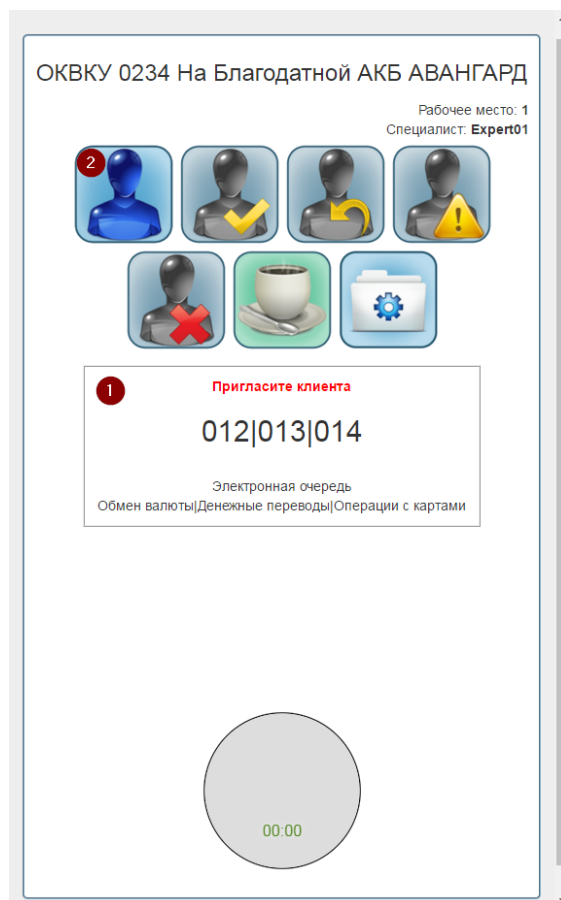 ОКВКУ 0234 На Благодатной АКБ АВАНГАРД
Рабочее место: 1
Специалист: Expert01
2
1
Пригласите клиента
012|013|014
Электронная очередь
Обмен валюты|Денежные переводы|Операции с картами
00:00